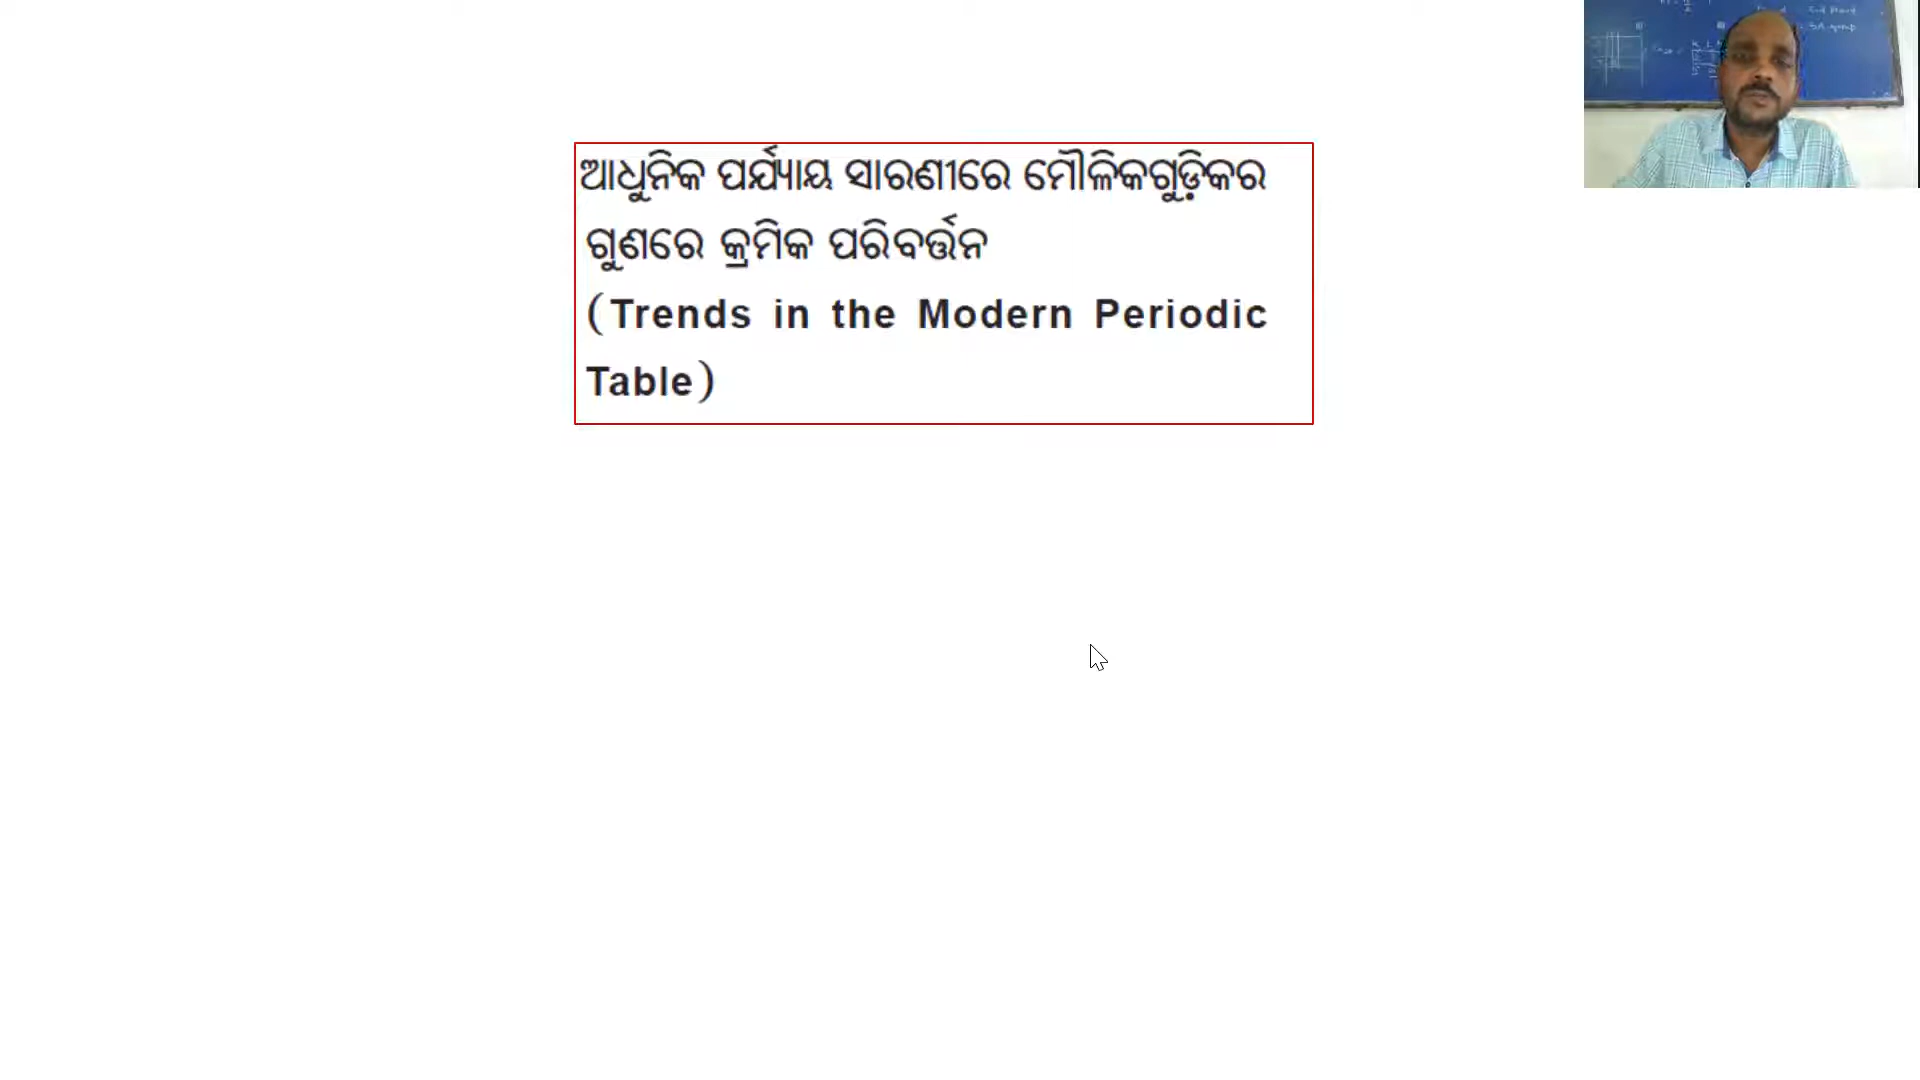 ଆଧୁନିକ ପର୍ଯ୍ୟାୟ ସାରଣୀରେ ମୌଳିକଗୁଡ଼ିକର
ଗୁଣରେ କ୍ରମିକ ପରିବର୍ତ୍ତନ
(Trends in the Modern Periodic
Table)